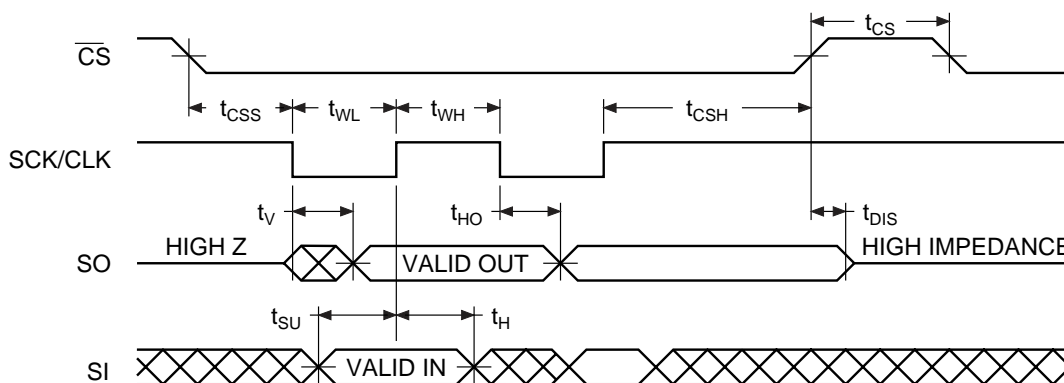 t_CS
C̅S̅
t_CSS t_WL t_WH t_CSH
SCK/CLK
t_V t_HO t_DIS
HIGH Z HIGH IMPEDANCE
SO VALID OUT
t_SU t_H
SI VALID IN